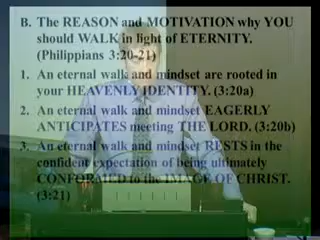 B. The REASON and MOTIVATION why YOU
should WALK in light of ETERNITY.
(Philippians 3:20-21)
1. An eternal walk and mindset are rooted in
your HEAVENLY IDENTITY. (3:20a)
2. An eternal walk and mindset EAGERLY
ANTICIPATES meeting THE LORD. (3:20b)
3. An eternal walk and mindset RESTS in the
confident expectation of being ultimately
CONFORMED to the IMAGE OF CHRIST.
(3:21)